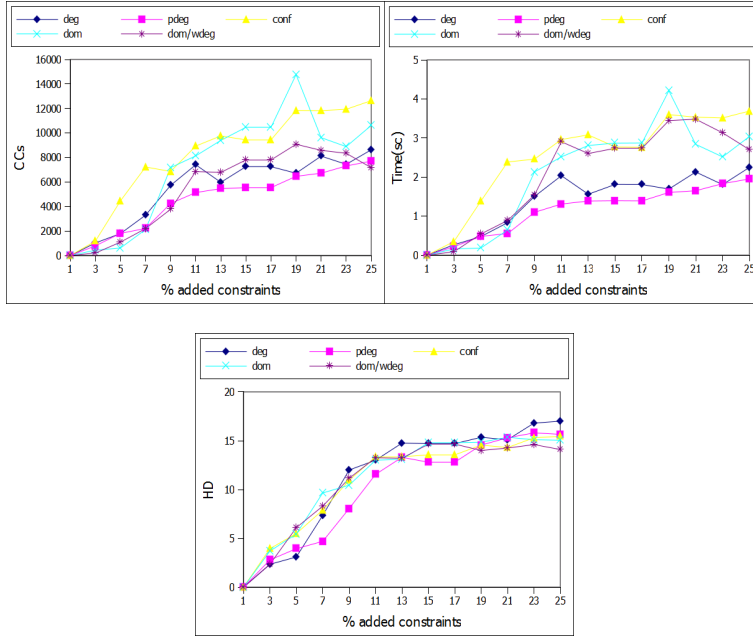 deg pdeg conf
dom dom/wdeg
16000
14000
12000
10000
8000
6000
4000
2000
0
CCs
1 3 5 7 9 11 13 15 17 19 21 23 25
% added constraints
deg pdeg conf
dom dom/wdeg
5
4
3
2
1
0
Time(sc)
1 3 5 7 9 11 13 15 17 19 21 23 25
% added constraints
deg pdeg conf
dom dom/wdeg
20
15
10
5
0
HD
1 3 5 7 9 11 13 15 17 19 21 23 25
% added constraints